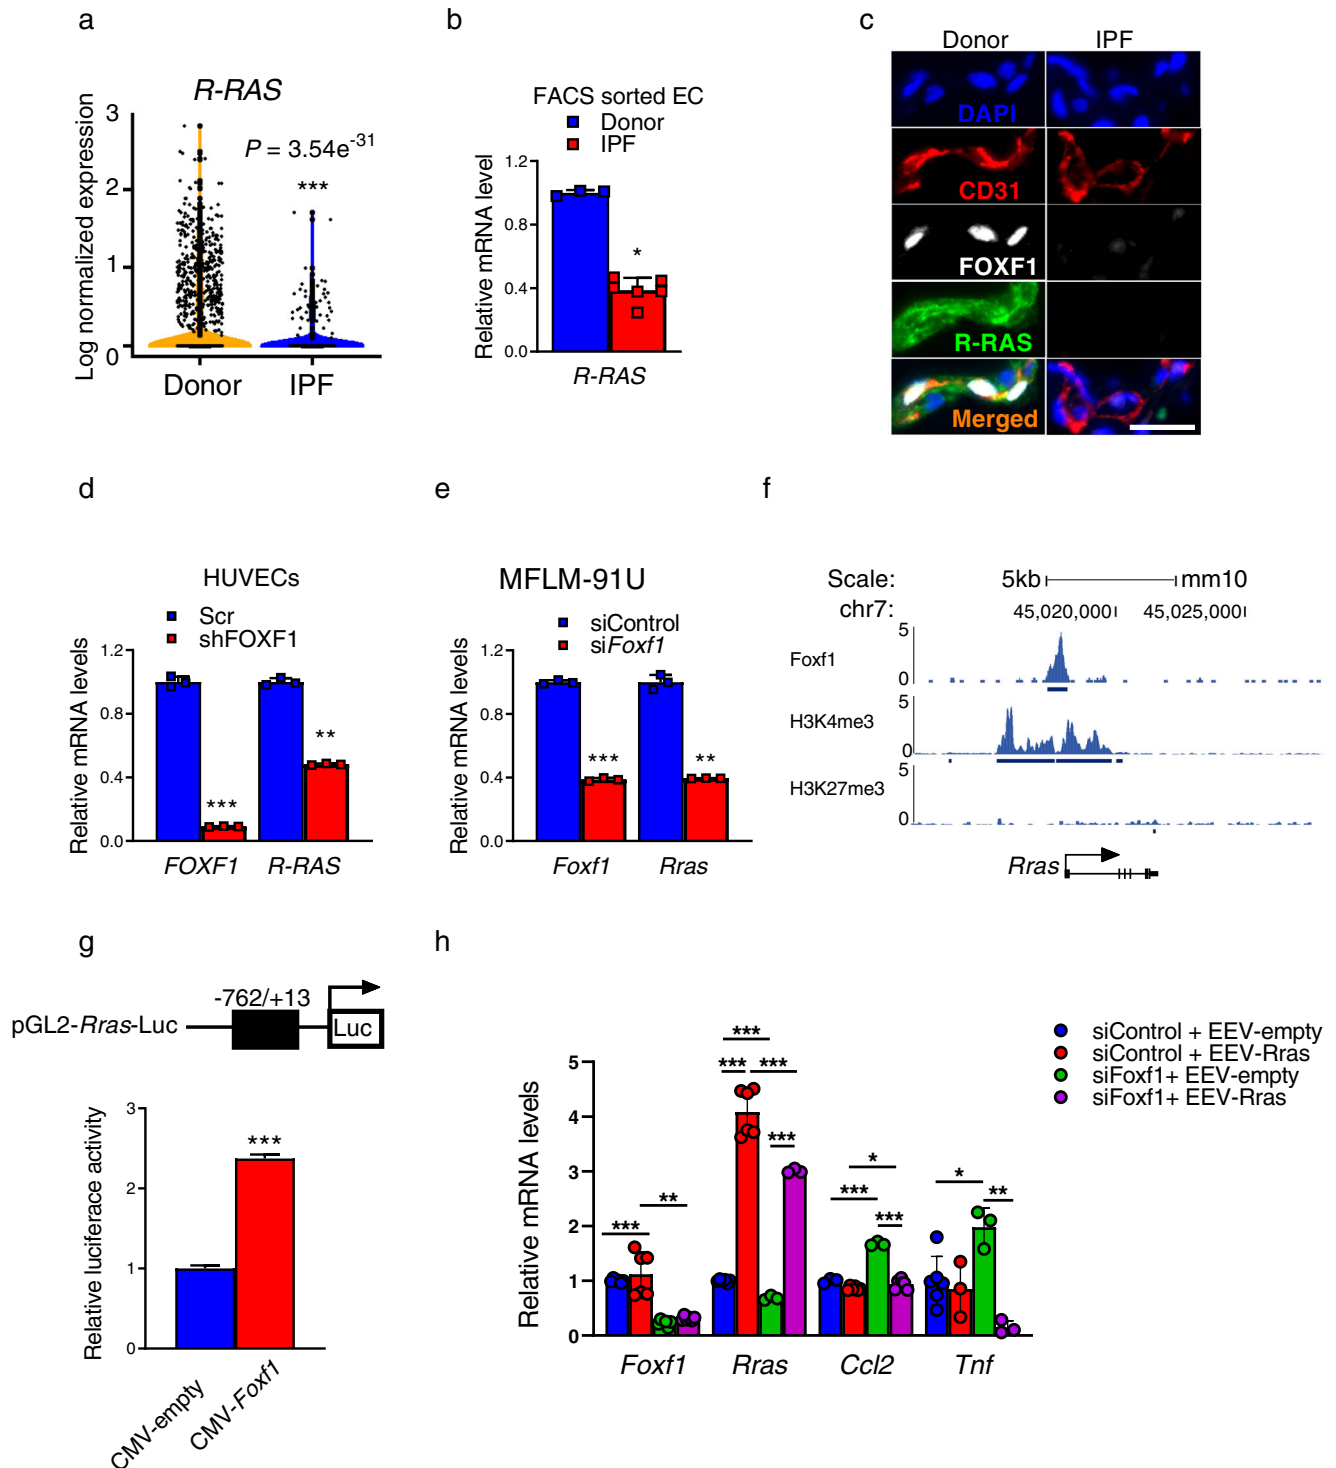 a
R-RAS
P = 3.54e-31
***
Log normalized expression
3
2
1
0
Donor
IPF
b
FACS sorted EC
Donor
IPF
Relative mRNA level
1.2
0.8
0.4
0.0
*
R-RAS
c
Donor
IPF
DAPI
CD31
FOXF1
R-RAS
Merged
d
HUVECs
Scr
shFOXF1
Relative mRNA levels
1.2
0.8
0.4
0.0
***
**
FOXF1
R-RAS
e
MFLM-91U
siControl
siFoxf1
Relative mRNA levels
1.2
0.8
0.4
0.0
***
**
Foxf1
Rras
f
Scale: 5kb mm10
chr7: 45,020,000 45,025,000
Foxf1
5
0
H3K4me3
5
0
H3K27me3
5
0
Rras
g
-762/+13
pGL2-Rras-Luc
Luc
Relative luciferace activity
3
2
1
0
***
CMV-empty
CMV-Foxf1
h
siControl + EEV-empty
siControl + EEV-Rras
siFoxf1+ EEV-empty
siFoxf1+ EEV-Rras
Relative mRNA levels
5
4
3
2
1
0
***
**
***
*** ***
***
*
***
***
*
**
Foxf1
Rras
Ccl2
Tnf